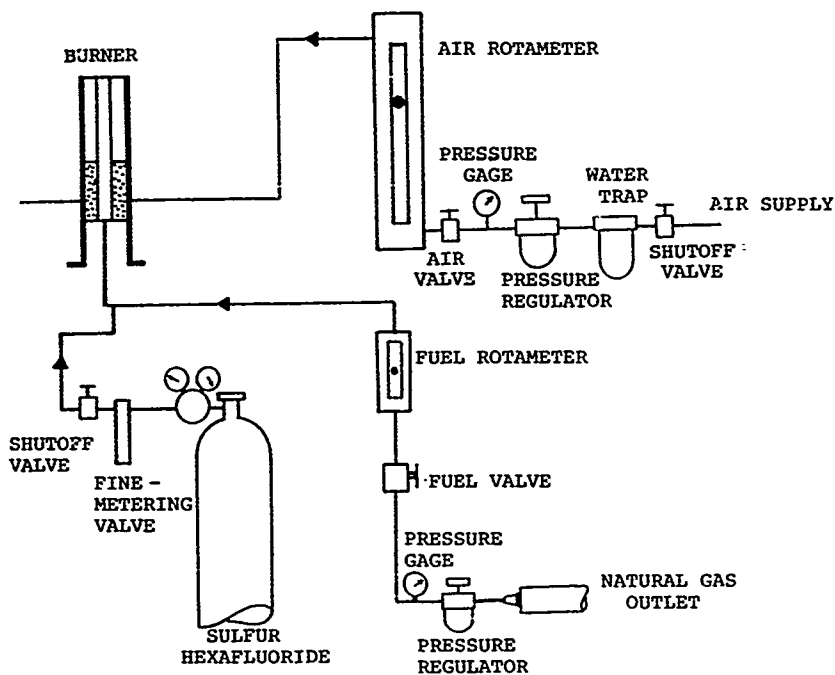 BURNER
AIR ROTAMETER
PRESSURE
GAGE
WATER
TRAP
AIR SUPPLY
AIR
VALVE
PRESSURE
REGULATOR
SHUTOFF
VALVE
FUEL ROTAMETER
SHUTOFF
VALVE
FINE-
METERING
VALVE
FUEL VALVE
PRESSURE
GAGE
NATURAL GAS
OUTLET
SULFUR
HEXAFLUORIDE
PRESSURE
REGULATOR